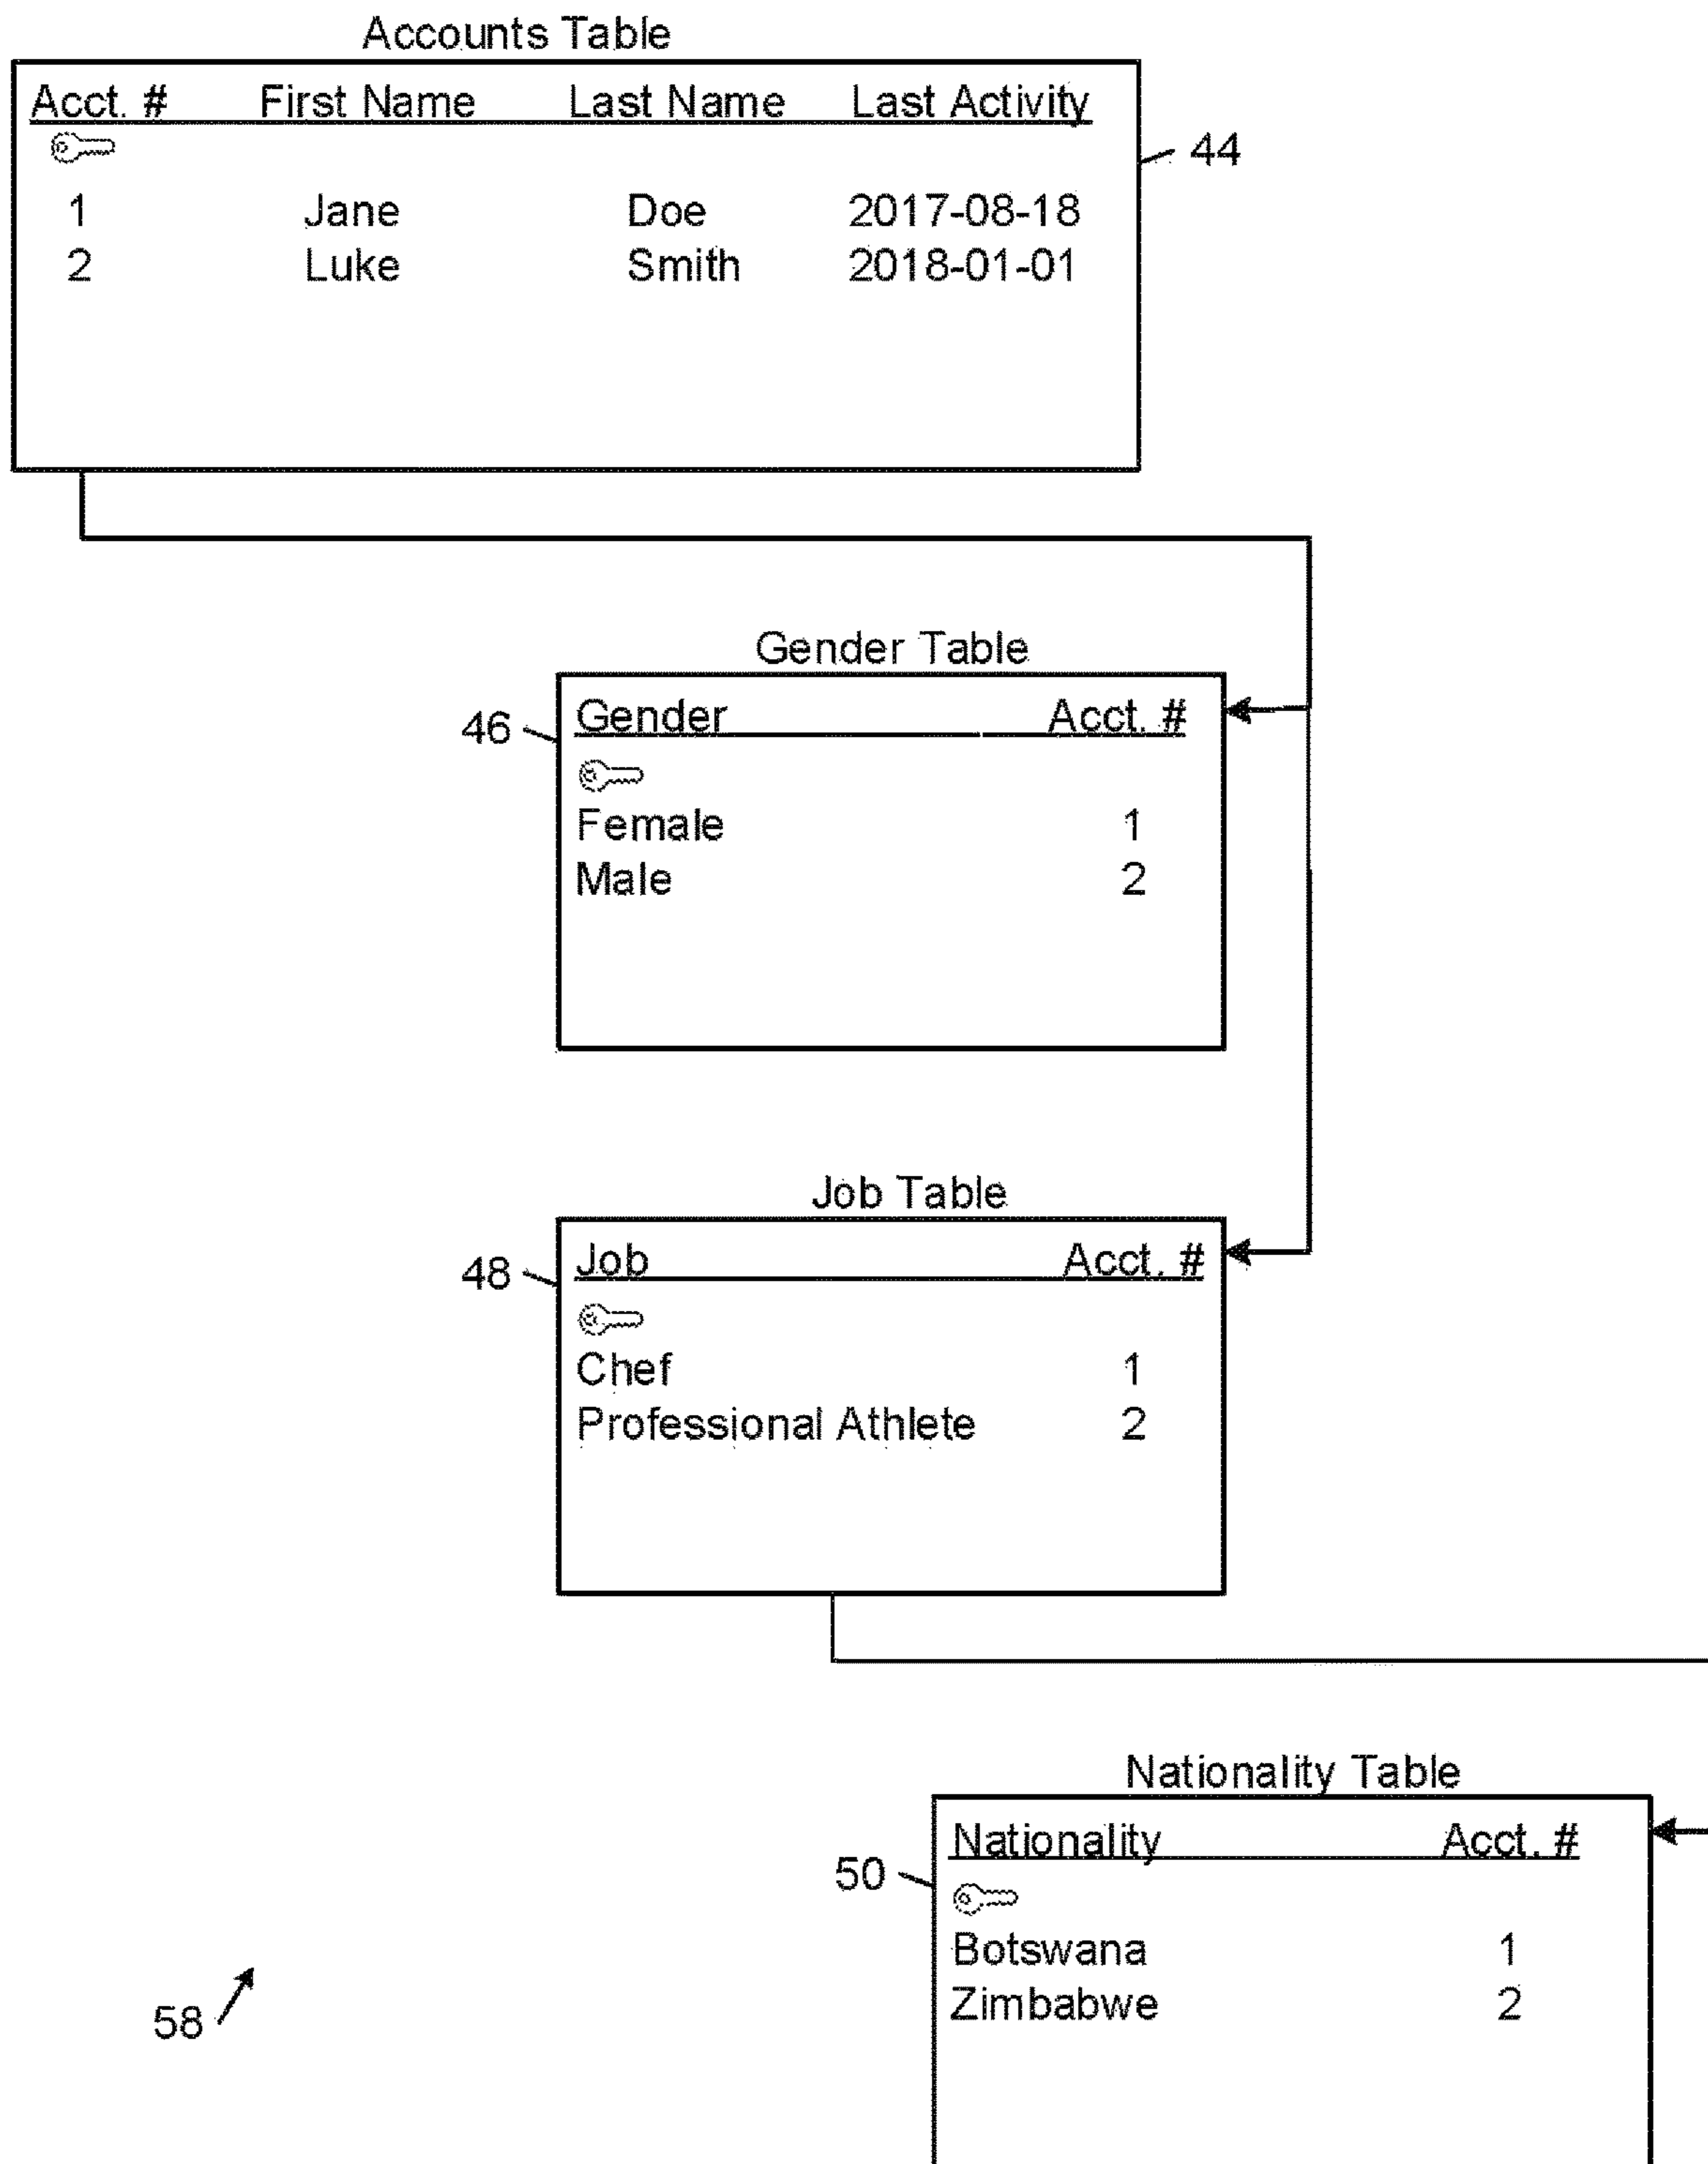 Accounts Table
Acct. # First Name Last Name Last Activity
44
1 Jane Doe 2017-08-18
2 Luke Smith 2018-01-01
Gender Table
46 Gender Acct. #
Female 1
Male 2
Job Table
48 Job Acct. #
Chef 1
Professional Athlete 2
Nationality Table
Nationality Acct. #
50
Botswana 1
Zimbabwe 2
58